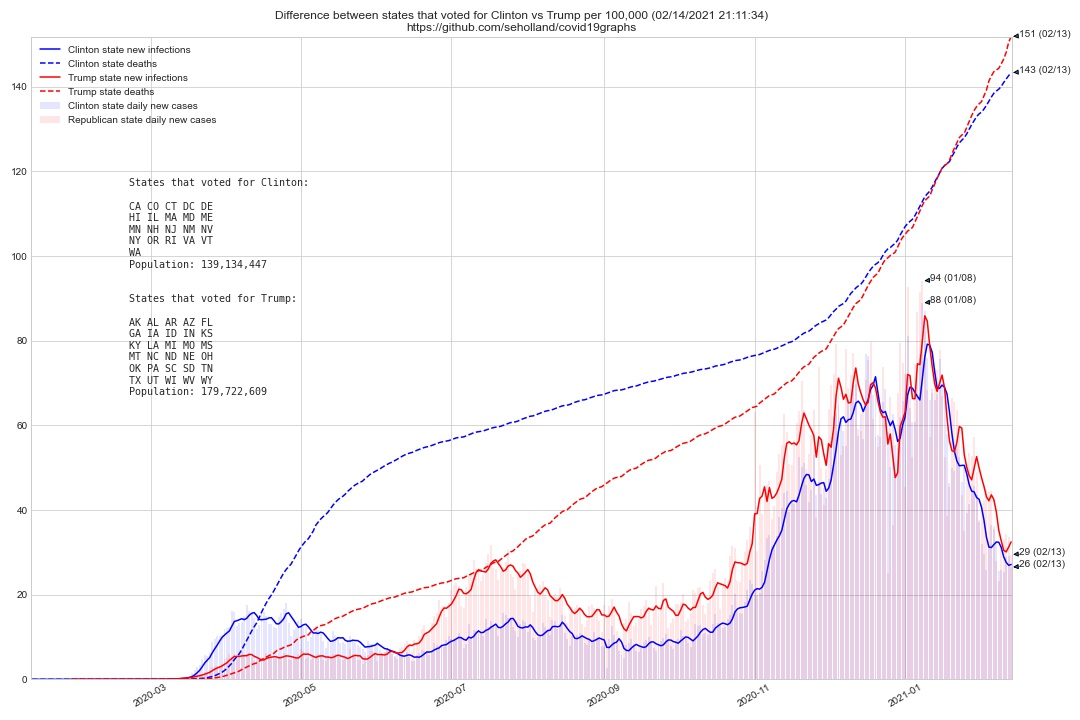 Difference between states that voted for Clinton vs Trump per 100,000 (02/14/2021 21:11:34)
https://github.com/seholland/covid19graphs
Clinton state new infections
Clinton state deaths
Trump state new infections
Trump state deaths
Clinton state daily new cases
Republican state daily new cases
States that voted for Clinton:
CA CO CT DC DE
HI IL MA MD ME
MN NH NJ NM NV
NY OR RI VA VT
WA
Population: 139,134,447
States that voted for Trump:
AK AL AR AZ FL
GA IA ID IN KS
KY LA MI MO MS
MT NC ND NE OH
OK PA SC SD TN
TX UT WI WV WY
Population: 179,722,609
151 (02/13)
143 (02/13)
94 (01/08)
88 (01/08)
29 (02/13)
26 (02/13)
140
120
100
80
60
40
20
0
2020-03
2020-05
2020-07
2020-09
2020-11
2021-01